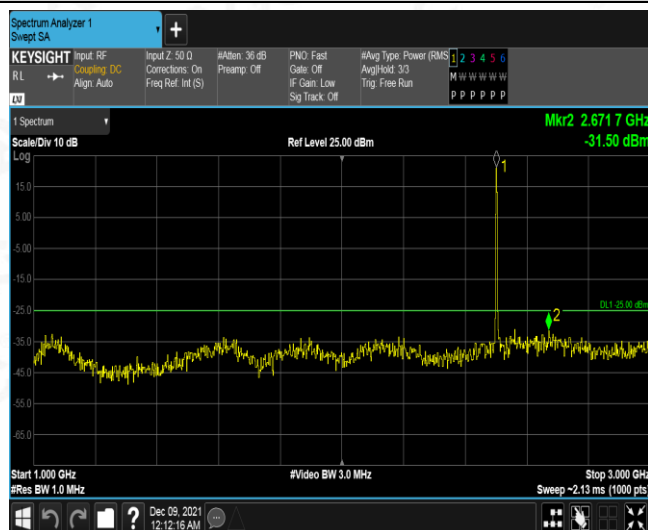 Spectrum Analyzer 1
Swept SA
+
KEYSIGHT
RL
LXI
Input: RF
Coupling: DC
Align: Auto
Input Z: 50 Ω
Corrections: On
Freq Ref: Int (S)
#Atten: 36 dB
Preamp: Off
PNO: Fast
Gate: Off
IF Gain: Low
Sig Track: Off
#Avg Type: Power (RMS
Avg|Hold: 3/3
Trig: Free Run
1 2 3 4 5 6
M W W W W W
P P P P P P
1 Spectrum
Mkr2 2.671 7 GHz
Scale/Div 10 dB
Ref Level 25.00 dBm
-31.50 dBm
Log
1
15.0
5.00
-5.00
-15.0
-25.0
DL1 -25.00 dBm
2
-35.0
-45.0
-55.0
-65.0
Start 1.000 GHz
#Video BW 3.0 MHz
Stop 3.000 GHz
#Res BW 1.0 MHz
Sweep ~2.13 ms (1000 pts)
?
Dec 09, 2021
12:12:16 AM